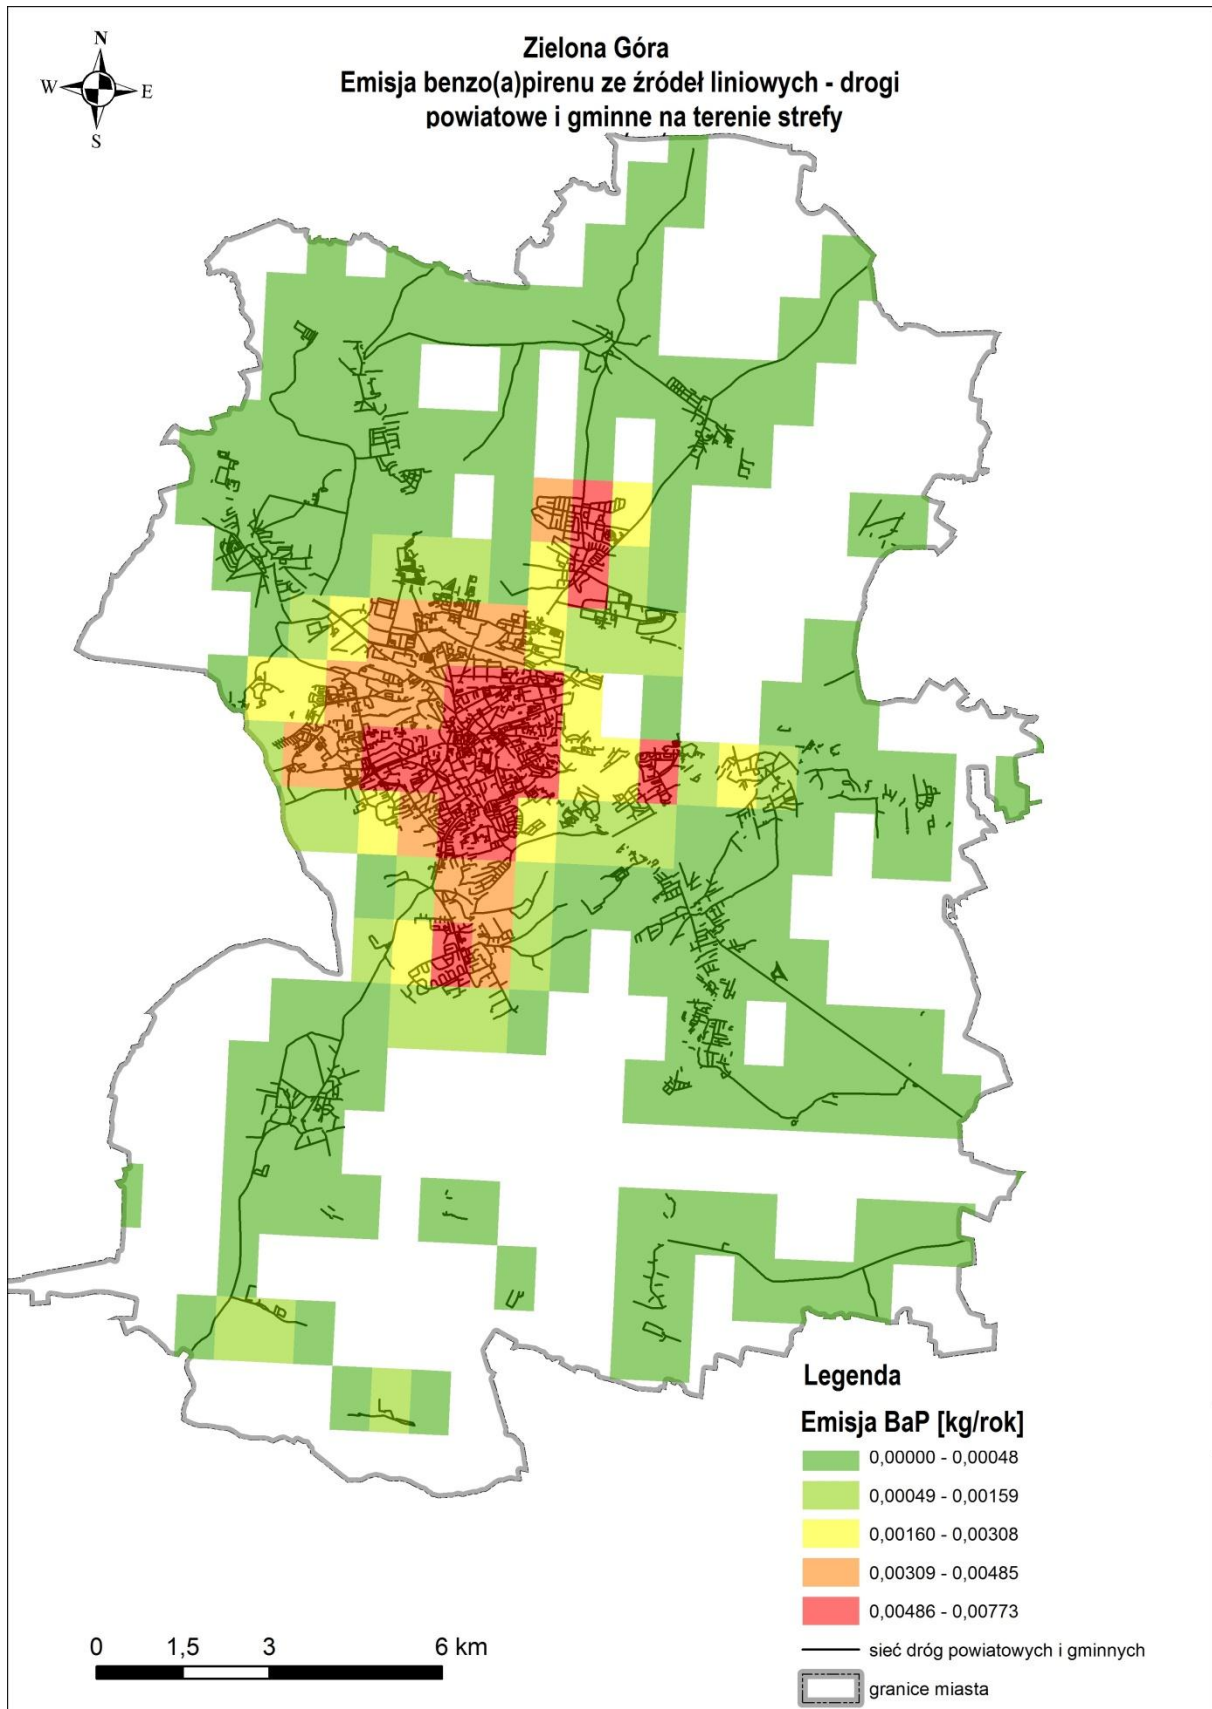 N
W E
S
Zielona Góra
Emisja benzo(a)pirenu ze źródeł liniowych - drogi
powiatowe i gminne na terenie strefy
Legenda
Emisja BaP [kg/rok]
0,00000 - 0,00048
0,00049 - 0,00159
0,00160 - 0,00308
0,00309 - 0,00485
0,00486 - 0,00773
sieć dróg powiatowych i gminnych
granice miasta
0 1,5 3 6 km